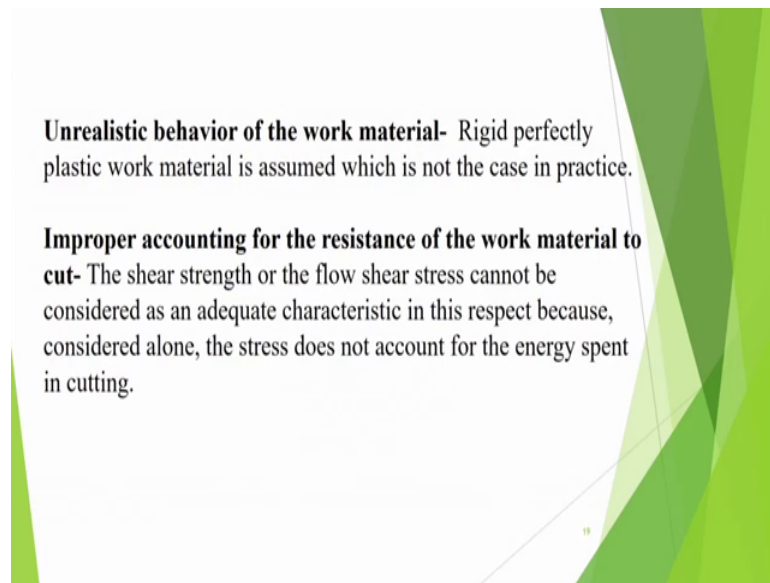 Unrealistic behavior of the work material- Rigid perfectly
plastic work material is assumed which is not the case in practice.
Improper accounting for the resistance of the work material to
cut- The shear strength or the flow shear stress cannot be
considered as an adequate characteristic in this respect because,
considered alone, the stress does not account for the energy spent
in cutting.
19